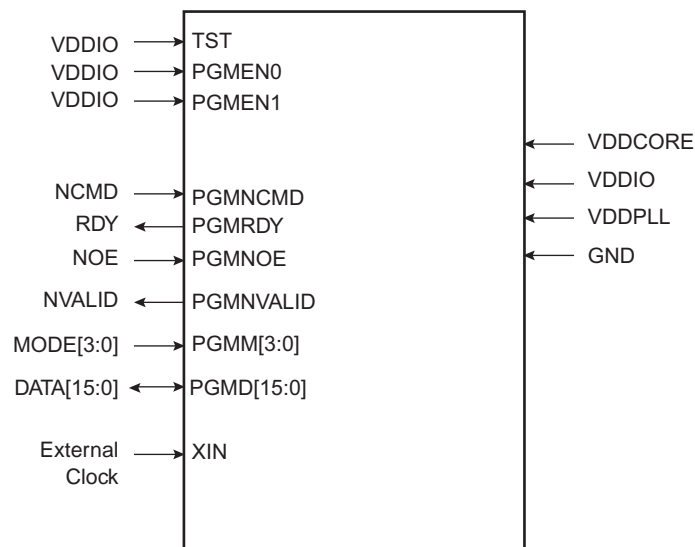 VDDIO TST
VDDIO PGMEN0
VDDIO PGMEN1
VDDCORE
VDDIO
NCMD PGMNCMD
RDY PGMRDY
VDDPLL
NOE PGMNOE
GND
NVALID PGMNVALID
MODE[3:0] PGMM[3:0]
DATA[15:0] PGMD[15:0]
External XIN
Clock